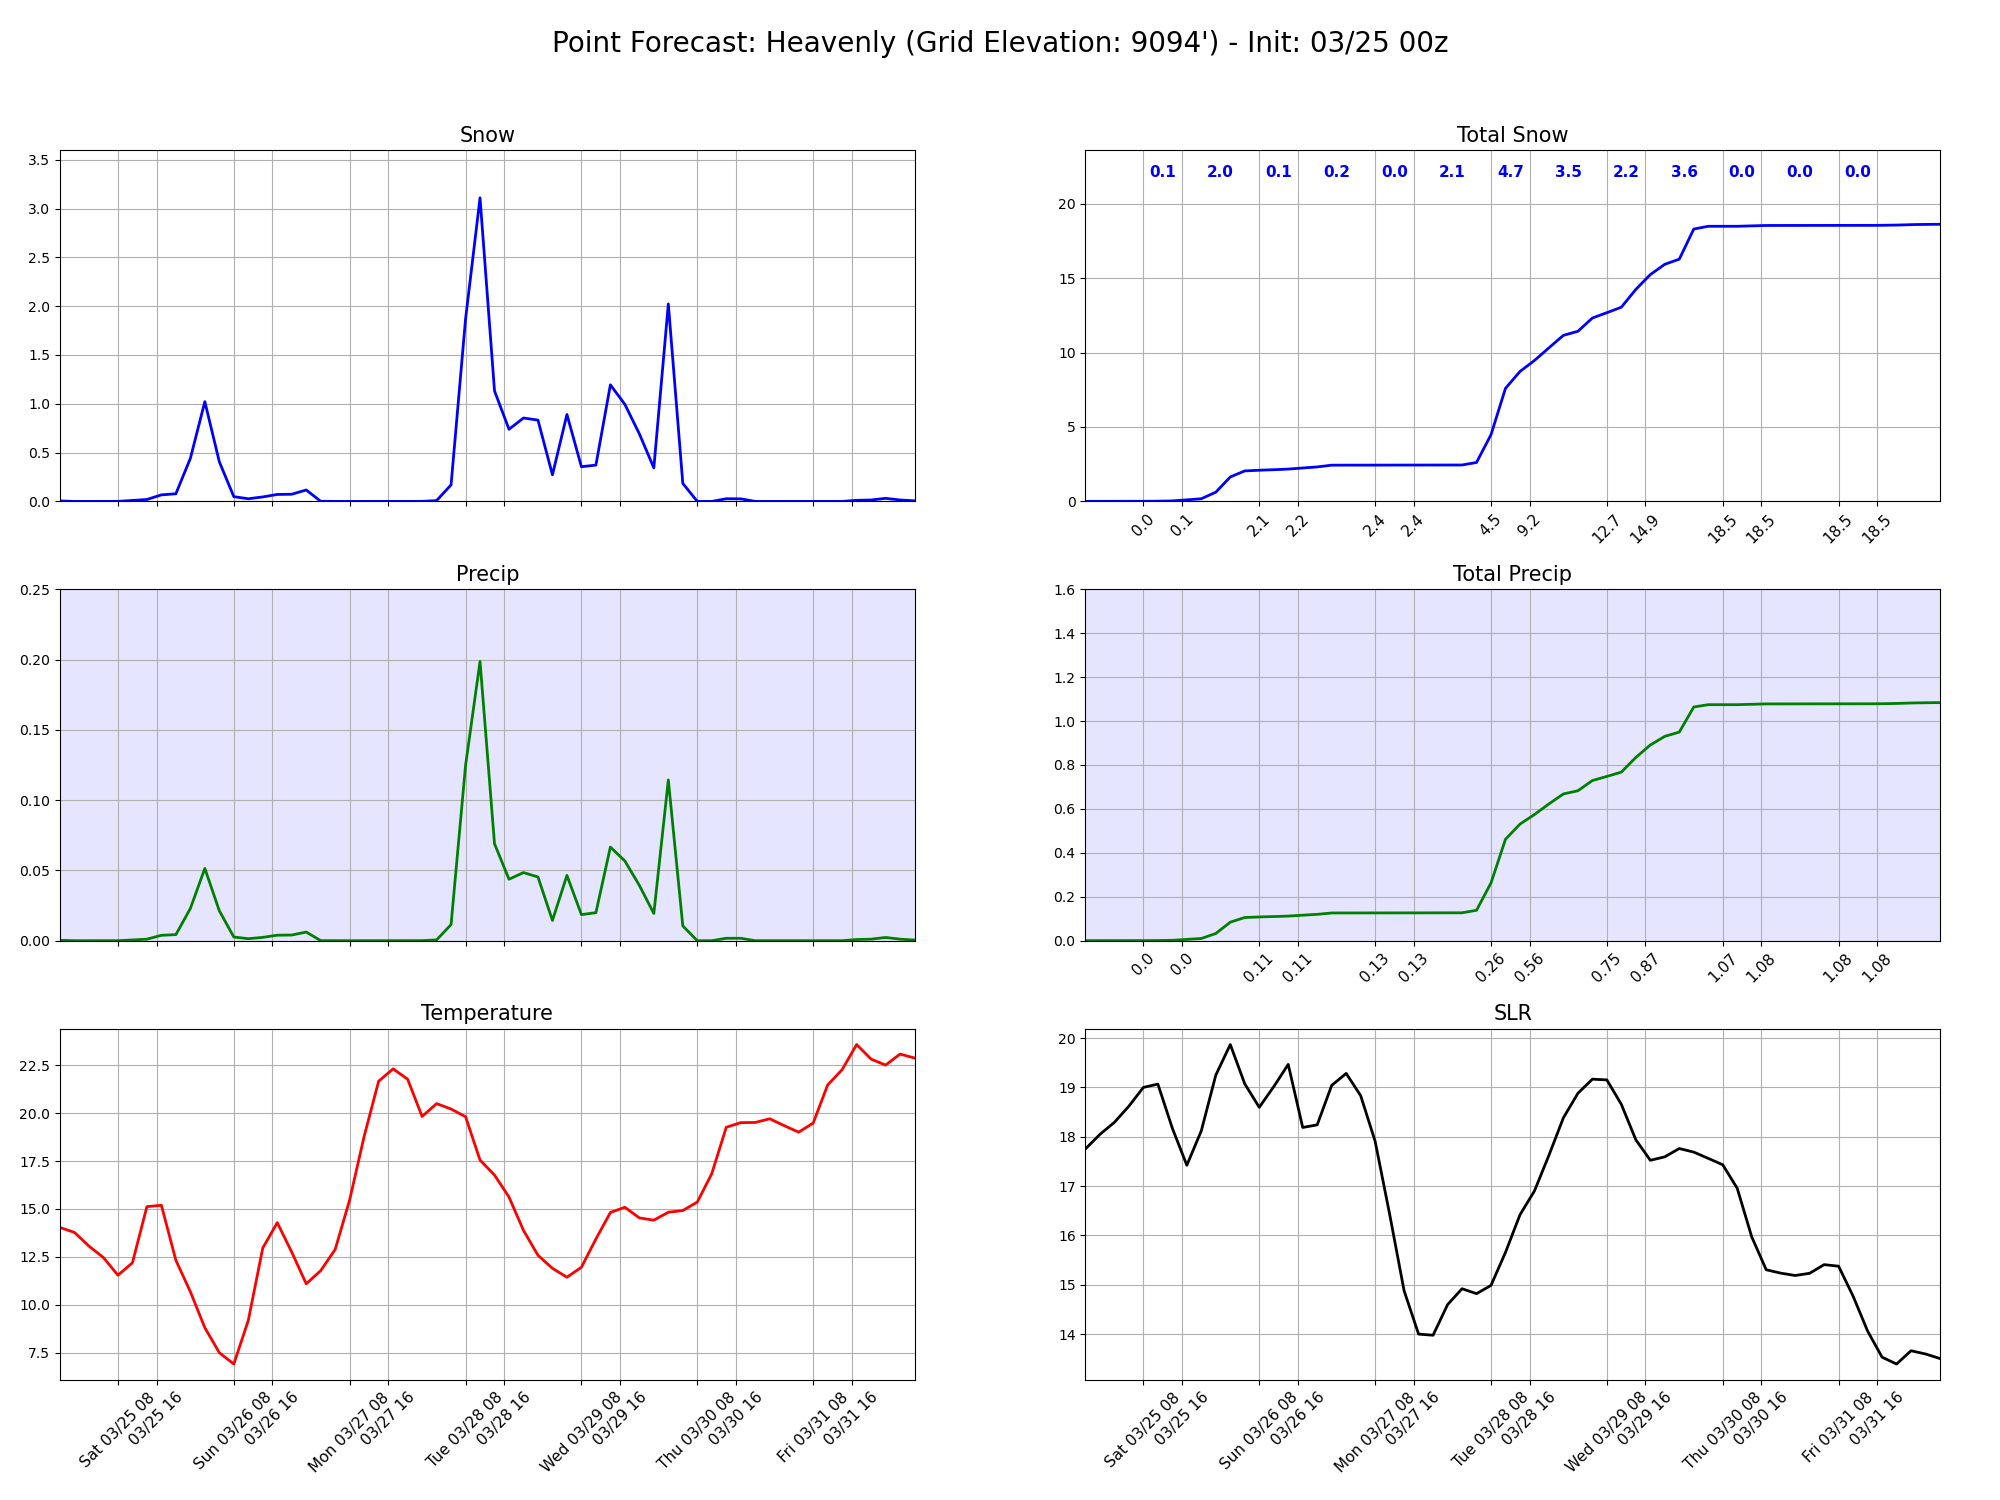 Point Forecast: Heavenly (Grid Elevation: 9094') - Init: 03/25 00z
Snow
3.5
3.0
2.5
2.0
1.5
1.0
0.5
0.0
Total Snow
0.1 2.0 0.1 0.2 0.0 2.1 4.7 3.5 2.2 3.6 0.0 0.0 0.0
20
15
10
5
0
0.0 0.1 2.1 2.2 2.4 2.4 4.5 9.2 12.7 14.9 18.5 18.5 18.5 18.5
Precip
0.25
0.20
0.15
0.10
0.05
0.00
Total Precip
1.6
1.4
1.2
1.0
0.8
0.6
0.4
0.2
0.0
0.0 0.0 0.11 0.11 0.13 0.13 0.26 0.56 0.75 0.87 1.07 1.08 1.08 1.08
Temperature
22.5
20.0
17.5
15.0
12.5
10.0
7.5
Sat 03/25 08
03/25 16
Sun 03/26 08
03/26 16
Mon 03/27 08
03/27 16
Tue 03/28 08
03/28 16
Wed 03/29 08
03/29 16
Thu 03/30 08
03/30 16
Fri 03/31 08
03/31 16
SLR
20
19
18
17
16
15
14
Sat 03/25 08
03/25 16
Sun 03/26 08
03/26 16
Mon 03/27 08
03/27 16
Tue 03/28 08
03/28 16
Wed 03/29 08
03/29 16
Thu 03/30 08
03/30 16
Fri 03/31 08
03/31 16